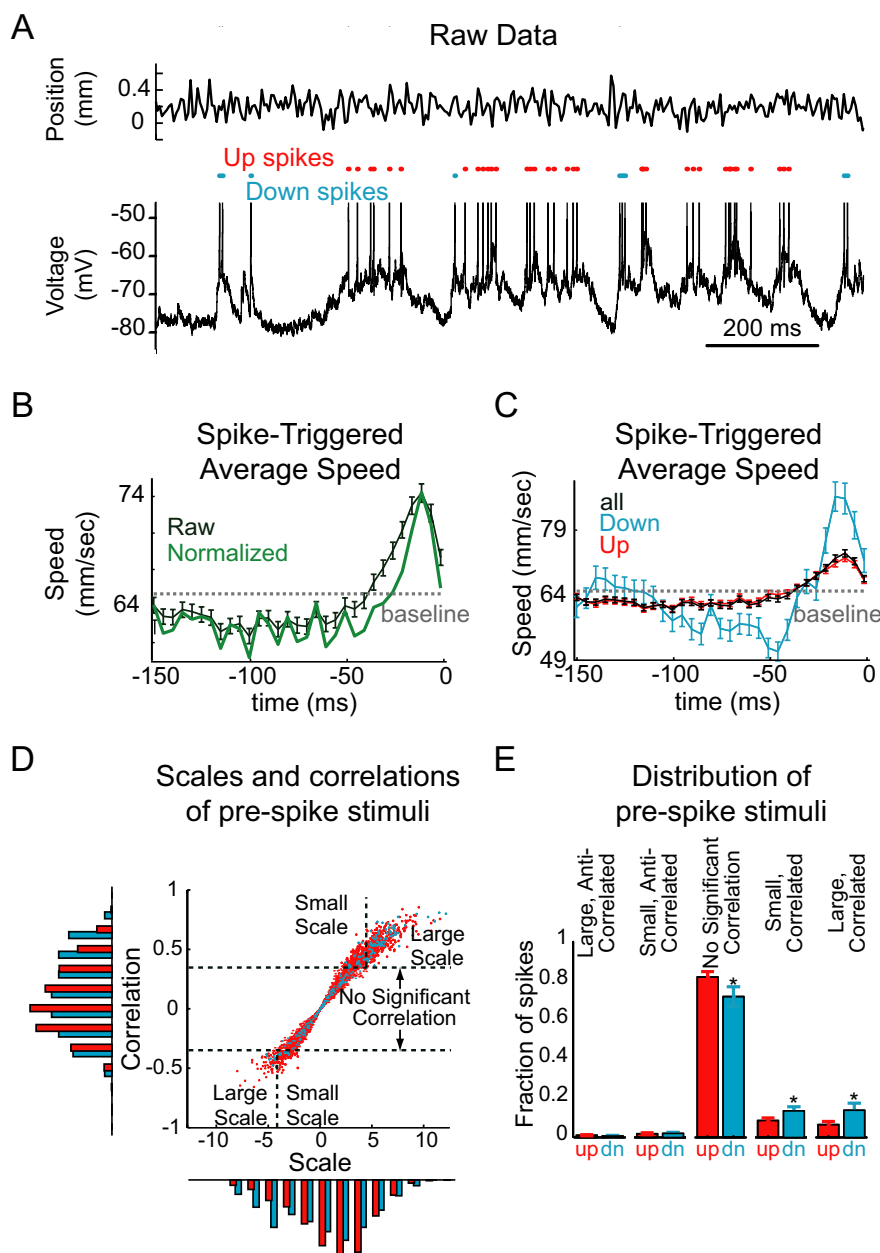 A
Raw Data
Position
(mm)
0.4
0
Up spikes
Down spikes
Voltage
(mV)
-50
-60
-70
-80
200 ms
B
Spike-Triggered
Average Speed
Speed
(mm/sec)
74
64
Raw
Normalized
baseline
-150
-100
-50
0
time (ms)
C
Spike-Triggered
Average Speed
Speed (mm/sec)
79
64
49
all
Down
Up
baseline
-150
-100
-50
0
time (ms)
D
Scales and correlations
of pre-spike stimuli
Correlation
1
0.5
0
-0.5
-1
Small
Scale
Large
Scale
No Significant
Correlation
Large
Scale
Small
Scale
-10
-5
0
5
10
Scale
E
Distribution of
pre-spike stimuli
Large, Anti-
Correlated
Small, Anti-
Correlated
No Significant
Correlation
Small,
Correlated
Large,
Correlated
Fraction of spikes
1
0.8
0.6
0.4
0.2
0
*
*
*
up dn
up dn
up dn
up dn
up dn